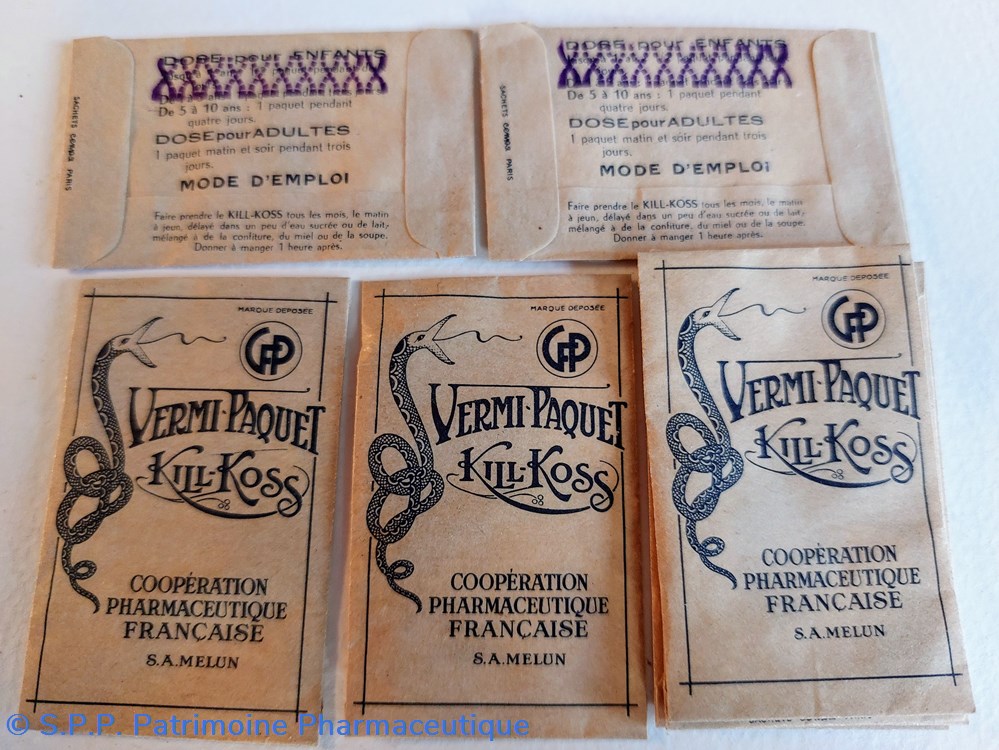 DOSE POUR ENFANTS
De 5 à 10 ans : 1 paquet pendant
quatre jours.
DOSE pour ADULTES
1 paquet matin et soir pendant trois
jours.
MODE D'EMPLOI
Faire prendre le KILL-KOSS tous les mois, le matin
à jeun, délayé dans un peu d'eau sucrée ou de lait,
mélangé à de la confiture, du miel ou de la soupe.
Donner à manger 1 heure après.
SACHETS CONDOR PARIS
DOSE POUR ENFANTS
De 5 à 10 ans : 1 paquet pendant
quatre jours.
DOSE pour ADULTES
1 paquet matin et soir pendant trois
jours.
MODE D'EMPLOI
Faire prendre le KILL-KOSS tous les mois, le matin
à jeun, délayé dans un peu d'eau sucrée ou de lait,
mélangé à de la confiture, du miel ou de la soupe.
Donner à manger 1 heure après.
SACHETS CONDOR PARIS
MARQUE DEPOSÉE
CFP
VERMI-PAQUET
KILL-KOSS
COOPÉRATION
PHARMACEUTIQUE
FRANÇAISE
S.A.MELUN
MARQUE DEPOSÉE
CFP
VERMI-PAQUET
KILL-KOSS
COOPÉRATION
PHARMACEUTIQUE
FRANÇAISE
S.A.MELUN
MARQUE DEPOSÉE
CFP
VERMI-PAQUET
KILL-KOSS
COOPÉRATION
PHARMACEUTIQUE
FRANÇAISE
S.A.MELUN
© S.P.P. Patrimoine Pharmaceutique